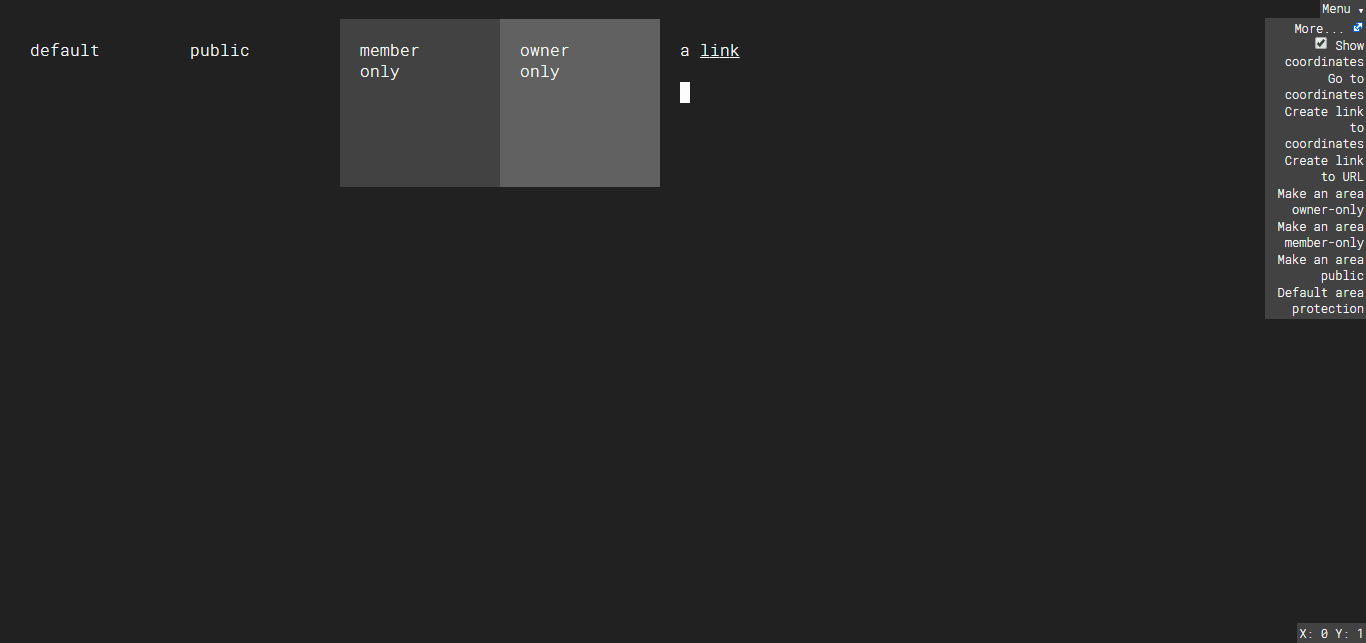 default
public
member
only
owner
only
a link
Menu ▾
More...
Show
coordinates
Go to
coordinates
Create link
to
coordinates
Create link
to URL
Make an area
owner-only
Make an area
member-only
Make an area
public
Default area
protection
X: 0 Y: 1